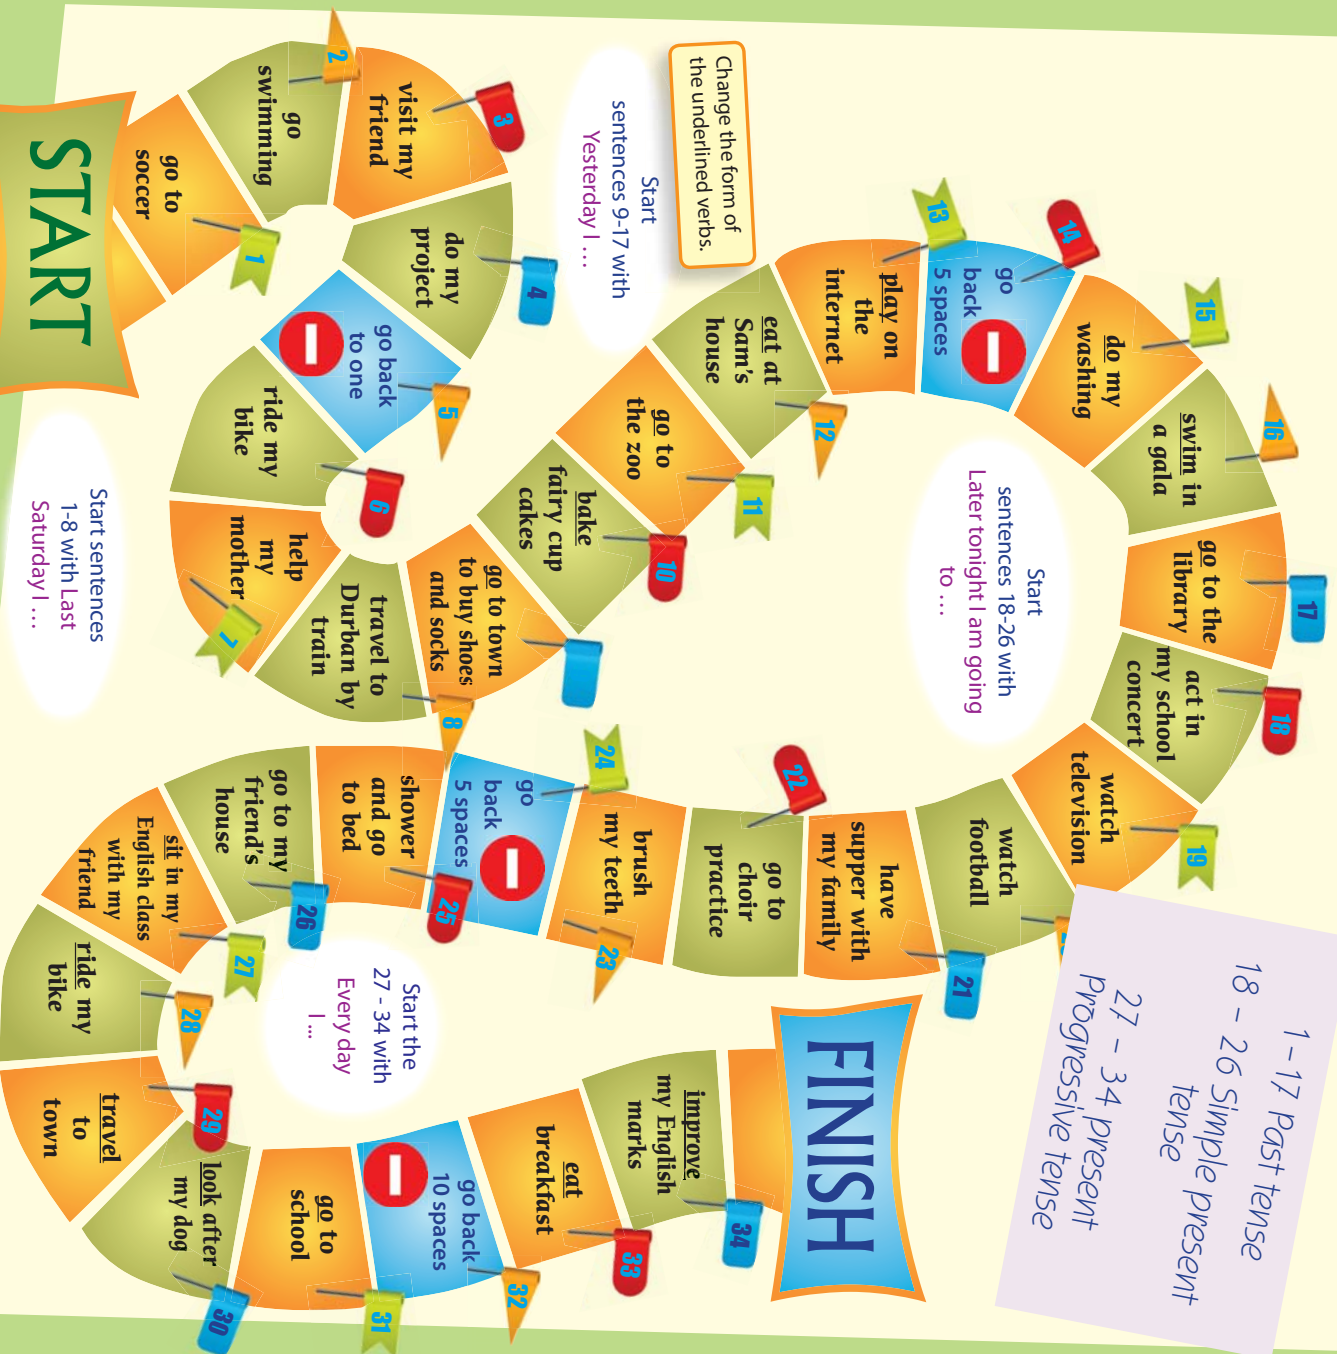 START
1
go to
soccer
2
go
swimming
3
visit my
friend
4
do my
project
5
go back
to one
6
ride my
bike
7
help
my
mother
8
travel to
Durban by
train
go to town
to buy shoes
and socks
10
bake
fairy cup
cakes
11
go to
the zoo
12
eat at
Sam's
house
13
play on
the
internet
14
go
back
5 spaces
15
do my
washing
16
swim in
a gala
17
go to the
library
18
act in
my school
concert
19
watch
television
watch
football
21
have
supper with
my family
22
go to
choir
practice
23
brush
my teeth
24
go
back
5 spaces
25
shower
and go
to bed
26
go to my
friend's
house
27
sit in my
English class
with my
friend
28
ride my
bike
29
travel
to
town
30
look after
my dog
31
go to
school
32
go back
10 spaces
33
eat
breakfast
34
improve
my English
marks
FINISH
Change the form of
the underlined verbs.
Start sentences
1-8 with Last
Saturday I ...
Start
sentences 9-17 with
Yesterday I ...
Start
sentences 18-26 with
Later tonight I am going
to ...
Start the
27 - 34 with
Every day
I ...
1 - 17 Past tense
18 - 26 Simple present
tense
27 - 34 present
progressive tense